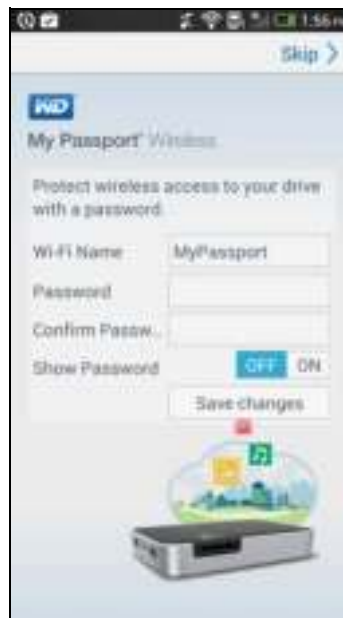 1:56
Skip >
WD
My Passport Wireless
Protect wireless access to your drive
with a password.
Wi-Fi Name MyPassport
Password
Confirm Passw...
Show Password OFF ON
Save changes